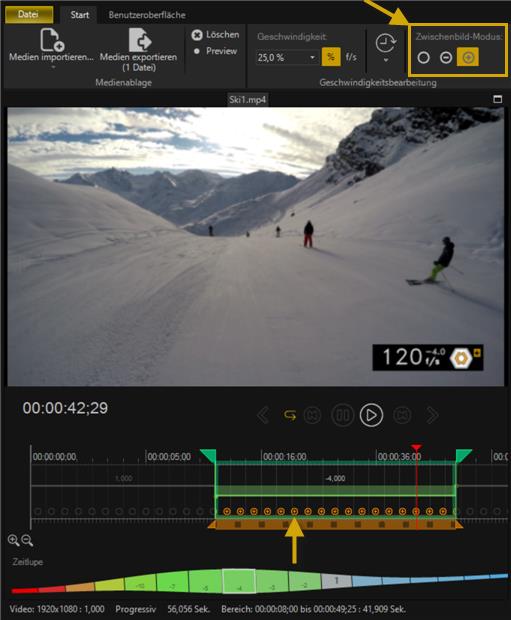 Datei Start Benutzeroberfläche
Löschen
Geschwindigkeit: Zwischenbild-Modus:
Medien importieren... Medien exportieren Preview 25,0 % % f/s
(1 Datei)
Medienablage Geschwindigkeitsbearbeitung
Ski1.mp4
120 -4.0 f/s
00:00:42;29
00:00:00;00, 00:00:05;00 00:00:16;00 00:00:36;00 00:0
1,000 -4,000
Zeitlupe
-10 -7 -5 -4 -3 -2 1
Video: 1920x1080 : 1,000 Progressiv 56,056 Sek. Bereich: 00:00:08;00 bis 00:00:49;25 : 41,909 Sek.